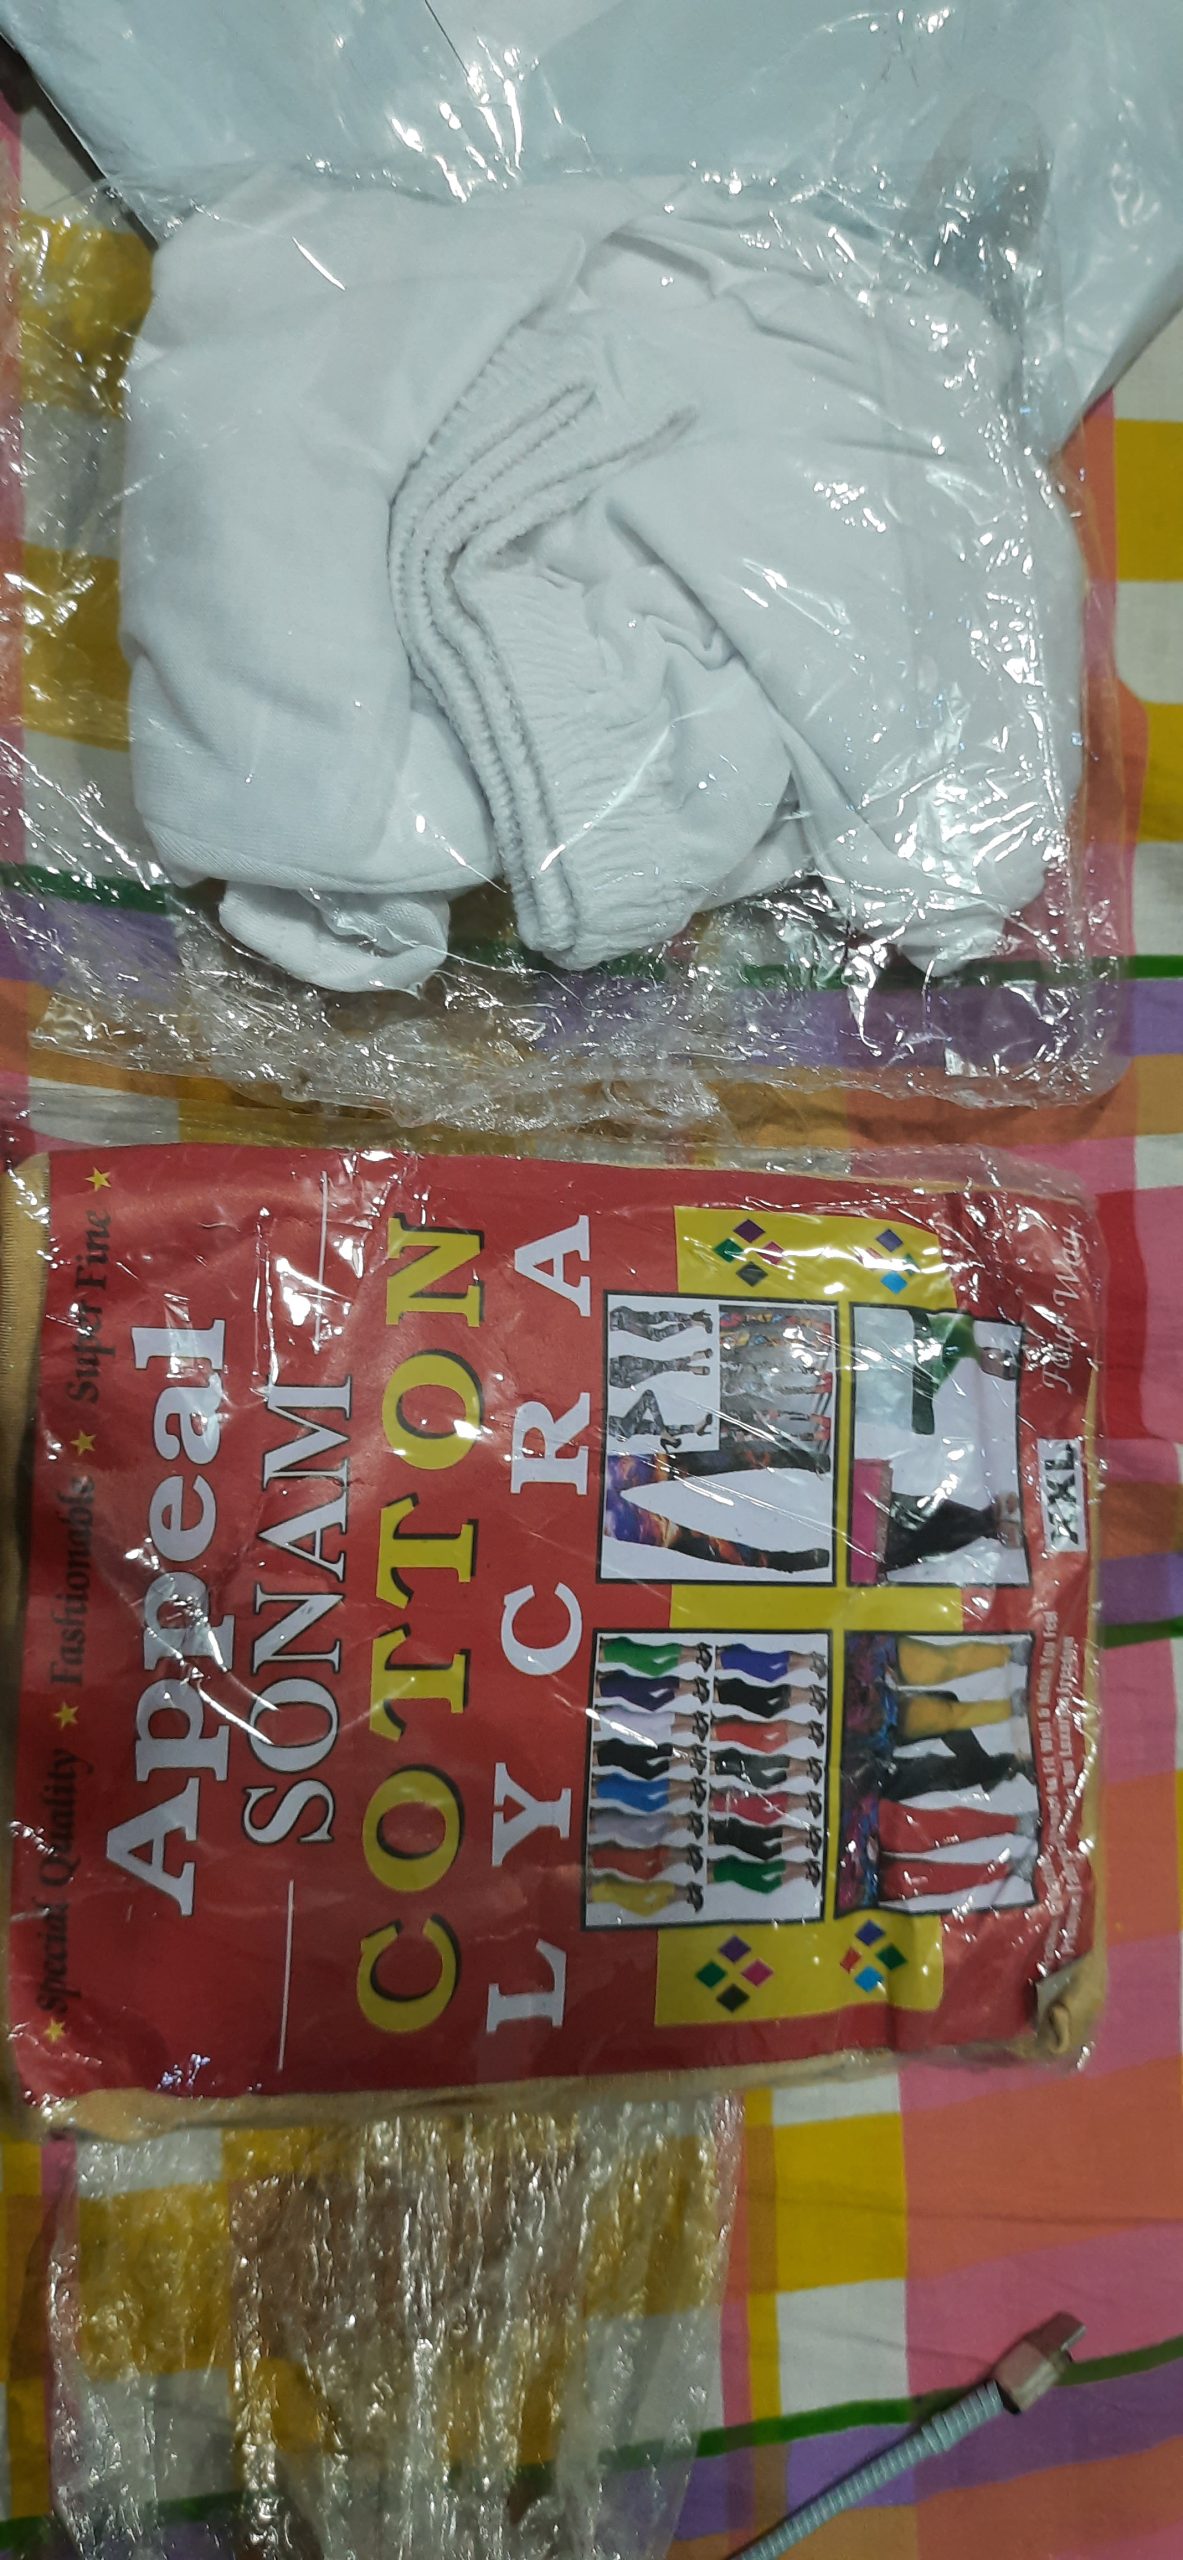 ★ Special Quality ★ Fashionable ★ Super Fine ★
Appeal
SONAM
COTTON
LYCRA
XXL